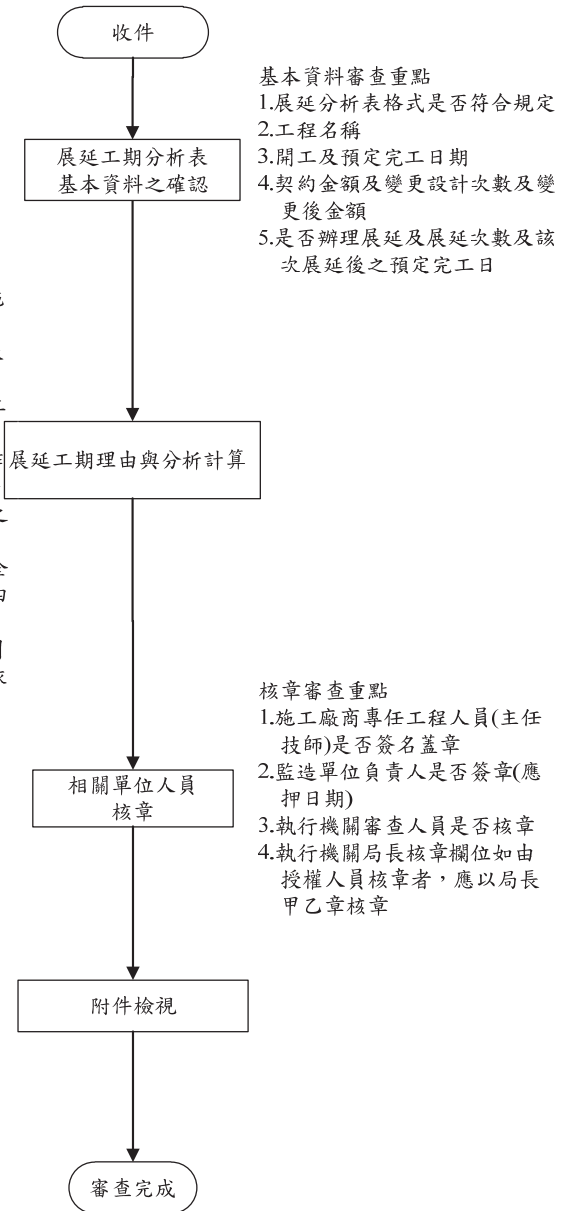 收件
基本資料審查重點
1.展延分析表格式是否符合規定
2.工程名稱
3.開工及預定完工日期
4.契約金額及變更設計次數及變
更後金額
5.是否辦理展延及展延次數及該
次展延後之預定完工日
展延工期分析表
基本資料之確認
展延工期理由與分析計算
核章審查重點
1.施工廠商專任工程人員(主任
技師)是否簽名蓋章
2.監造單位負責人是否簽章(應
押日期)
3.執行機關審查人員是否核章
4.執行機關局長核章欄位如由
授權人員核章者，應以局長
甲乙章核章
相關單位人員
核章
附件檢視
審查完成